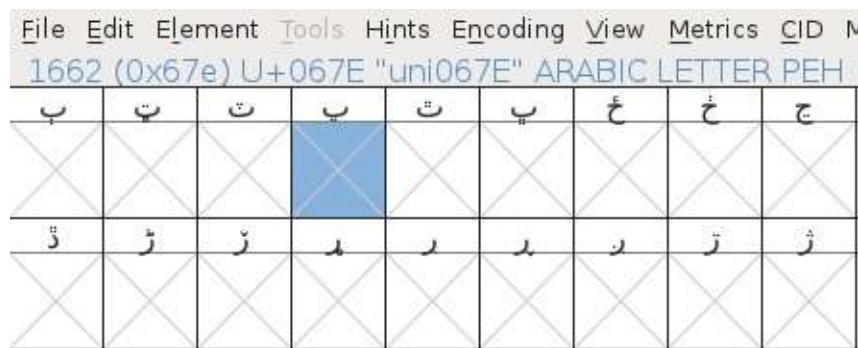 File Edit Element Tools Hints Encoding View Metrics CID
1662 (0x67e) U+067E "uni067E" ARABIC LETTER PEH
ٻ ټ ٽ پ ٿ ڀ ځ ڂ ڃ
ڐ ڑ ڒ ړ ڔ ڕ ږ ڗ ژ